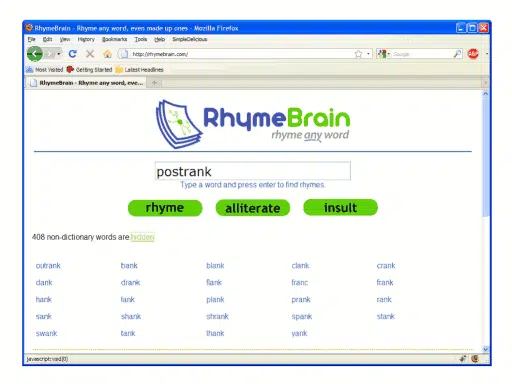 RhymeBrain - Rhyme any word, even made up ones - Mozilla Firefox
File Edit View History Bookmarks Tools Help SimpleDelicious
http://rhymebrain.com/ Google ABP
Most Visited Getting Started Latest Headlines
RhymeBrain - Rhyme any word, eve...
RhymeBrain
rhyme any word
postrank
Type a word and press enter to find rhymes.
rhyme alliterate insult
408 non-dictionary words are hidden
outrank bank blank clank crank
dank drank flank franc frank
hank lank plank prank rank
sank shank shrank spank stank
swank tank thank yank
javascript:void(0)